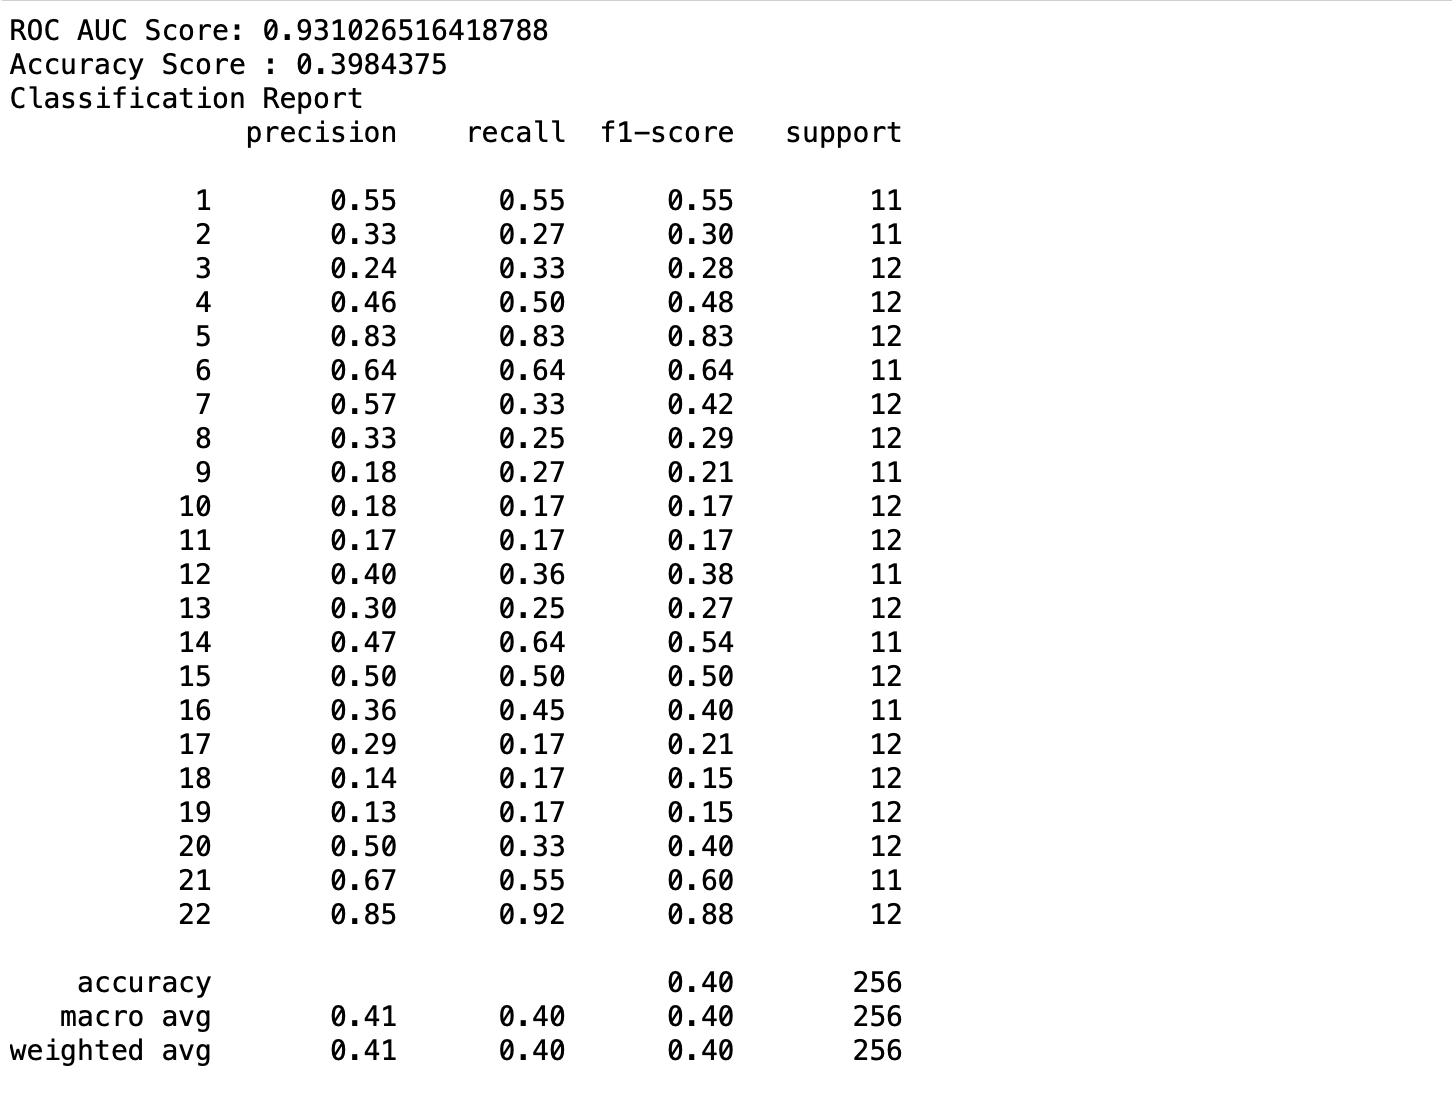 ROC AUC Score: 0.931026516418788
Accuracy Score : 0.3984375
Classification Report
precision recall f1-score support
1 0.55 0.55 0.55 11
2 0.33 0.27 0.30 11
3 0.24 0.33 0.28 12
4 0.46 0.50 0.48 12
5 0.83 0.83 0.83 12
6 0.64 0.64 0.64 11
7 0.57 0.33 0.42 12
8 0.33 0.25 0.29 12
9 0.18 0.27 0.21 11
10 0.18 0.17 0.17 12
11 0.17 0.17 0.17 12
12 0.40 0.36 0.38 11
13 0.30 0.25 0.27 12
14 0.47 0.64 0.54 11
15 0.50 0.50 0.50 12
16 0.36 0.45 0.40 11
17 0.29 0.17 0.21 12
18 0.14 0.17 0.15 12
19 0.13 0.17 0.15 12
20 0.50 0.33 0.40 12
21 0.67 0.55 0.60 11
22 0.85 0.92 0.88 12
accuracy 0.40 256
macro avg 0.41 0.40 0.40 256
weighted avg 0.41 0.40 0.40 256